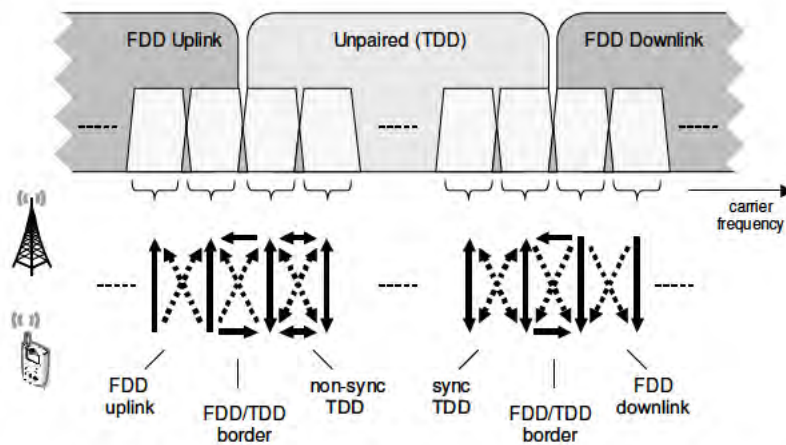 FDD Uplink
Unpaired (TDD)
FDD Downlink
carrier
frequency
FDD
uplink
FDD/TDD
border
non-sync
TDD
sync
TDD
FDD/TDD
border
FDD
downlink